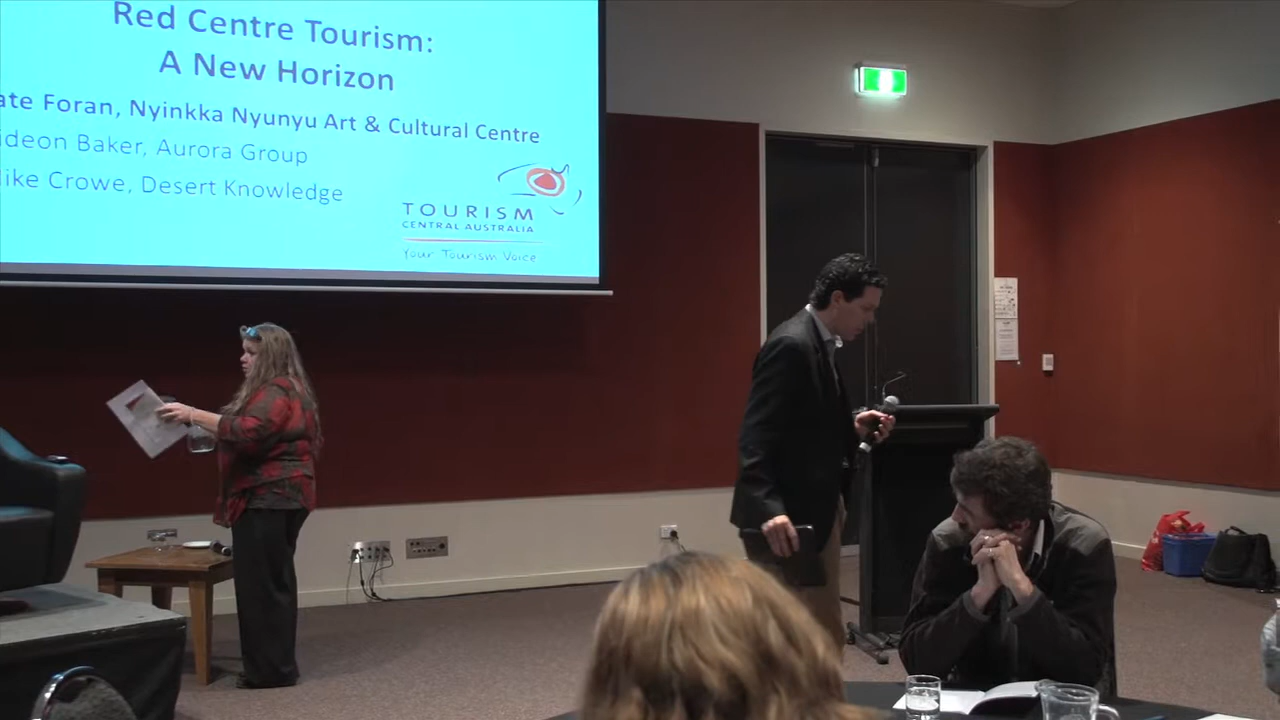 Red Centre Tourism:
A New Horizon
ate Foran, Nyinkka Nyunyu Art & Cultural Centre
ideon Baker, Aurora Group
ike Crowe, Desert Knowledge
TOURISM
CENTRAL AUSTRALIA
Your Tourism Voice